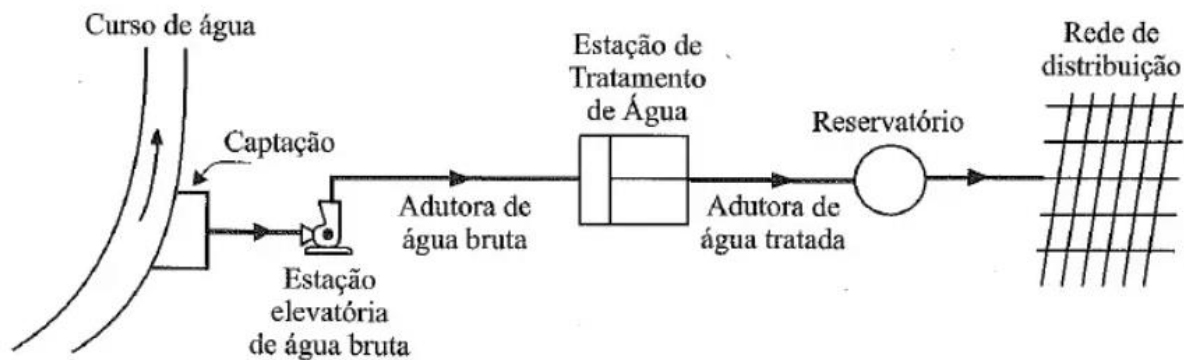 Curso de água
Captação
Estação
elevatória
de água bruta
Adutora de
água bruta
Estação de
Tratamento
de Água
Adutora de
água tratada
Reservatório
Rede de
distribuição